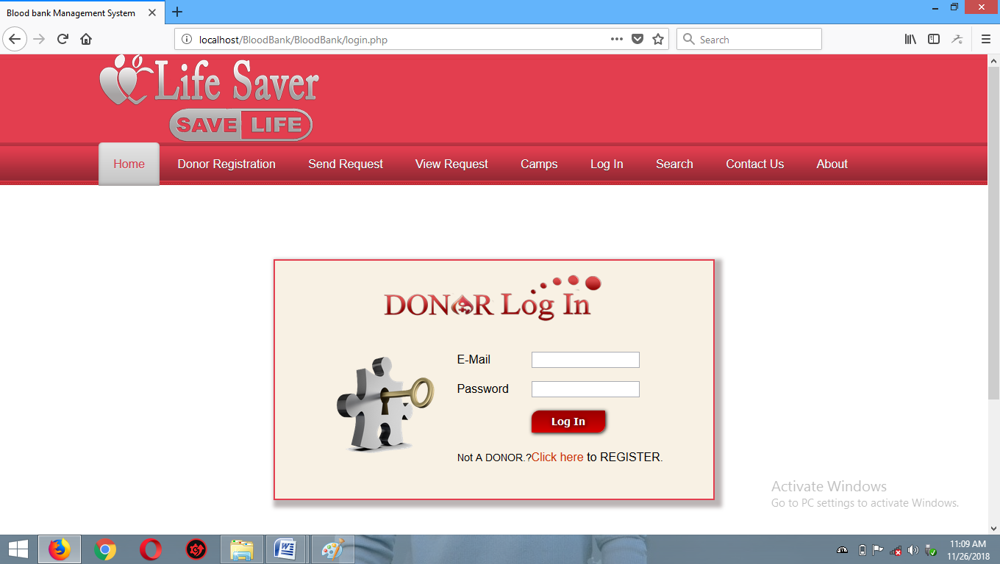 Blood bank Management System
localhost/BloodBank/BloodBank/login.php
Search
Life Saver
SAVE LIFE
Home Donor Registration Send Request View Request Camps Log In Search Contact Us About
DONOR Log In
E-Mail
Password
Log In
Not A DONOR.?Click here to REGISTER.
Activate Windows
Go to PC settings to activate Windows.
11:09 AM
11/26/2018